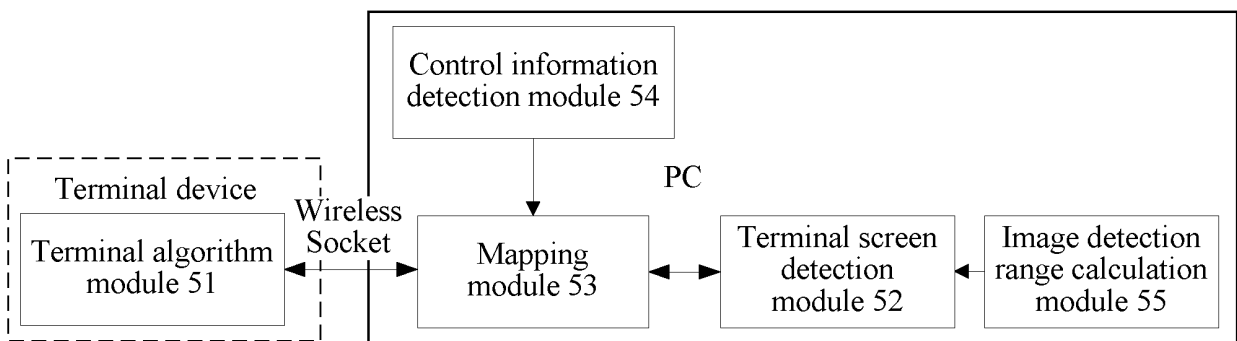 Control information
detection module 54
PC
Terminal device
Wireless
Socket
Terminal algorithm
module 51
Mapping
module 53
Terminal screen
detection
module 52
Image detection
range calculation
module 55